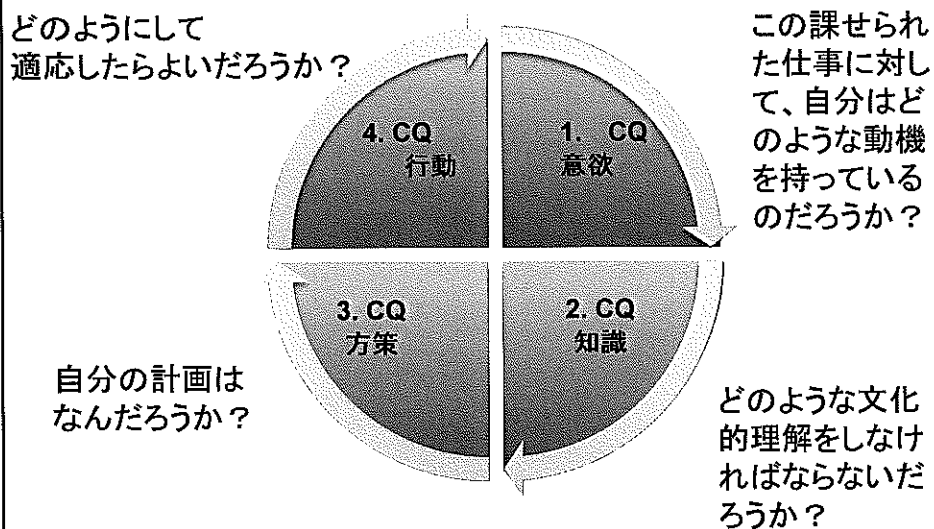 どのようにして
適応したらよいだろうか？
この課せられ
た仕事に対し
て、自分はど
のような動機
を持っている
のだろうか？
4. CQ
行動
1. CQ
意欲
3. CQ
方策
2. CQ
知識
自分の計画は
なんだろうか？
どのような文化
的理解をしなけ
ればならないだ
ろうか？